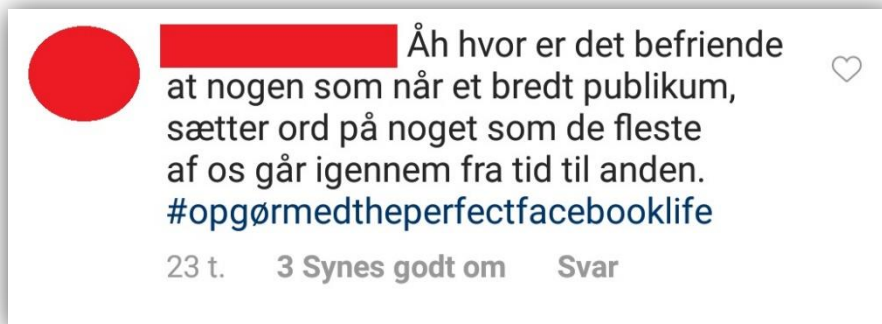 Åh hvor er det befriende
at nogen som når et bredt publikum,
sætter ord på noget som de fleste
af os går igennem fra tid til anden.
#opgørmedtheperfectfacebooklife
23 t. 3 Synes godt om Svar